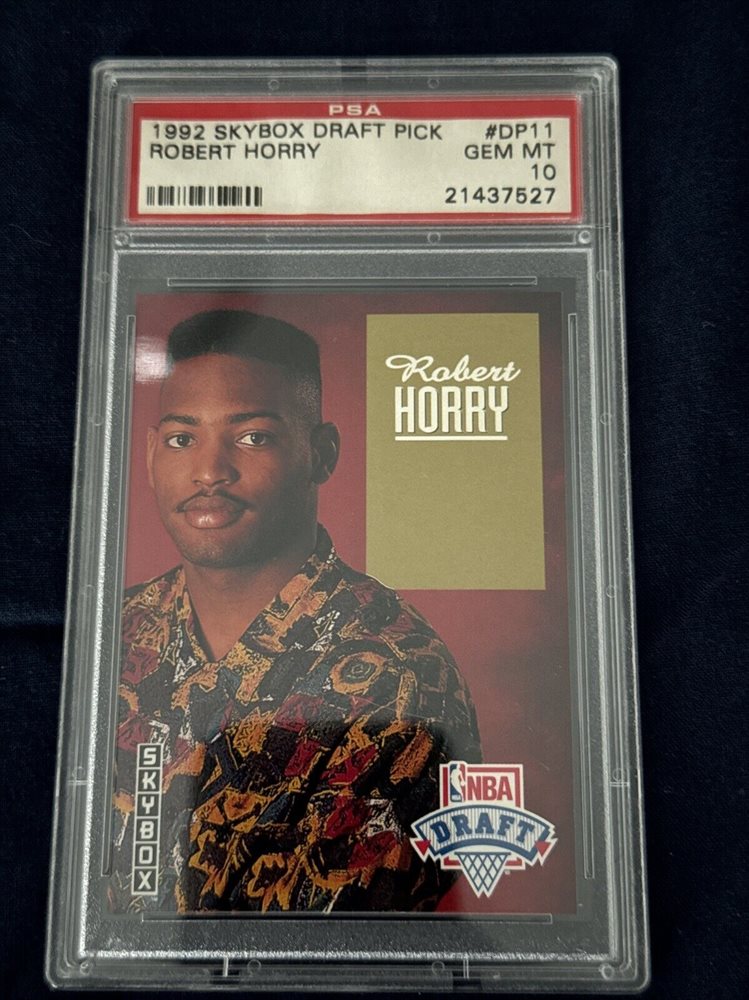 PSA
1992 SKYBOX DRAFT PICK #DP11
ROBERT HORRY GEM MT
10
21437527
Robert
HORRY
SKYBOX
NBA
DRAFT